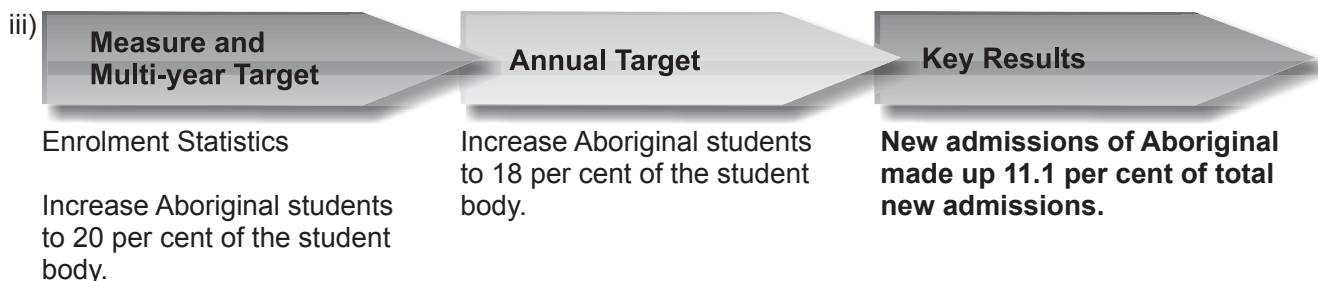 iii)
Measure and
Multi-year Target
Annual Target
Key Results
Enrolment Statistics
Increase Aboriginal students
to 20 per cent of the student
body.
Increase Aboriginal students
to 18 per cent of the student
body.
New admissions of Aboriginal
made up 11.1 per cent of total
new admissions.